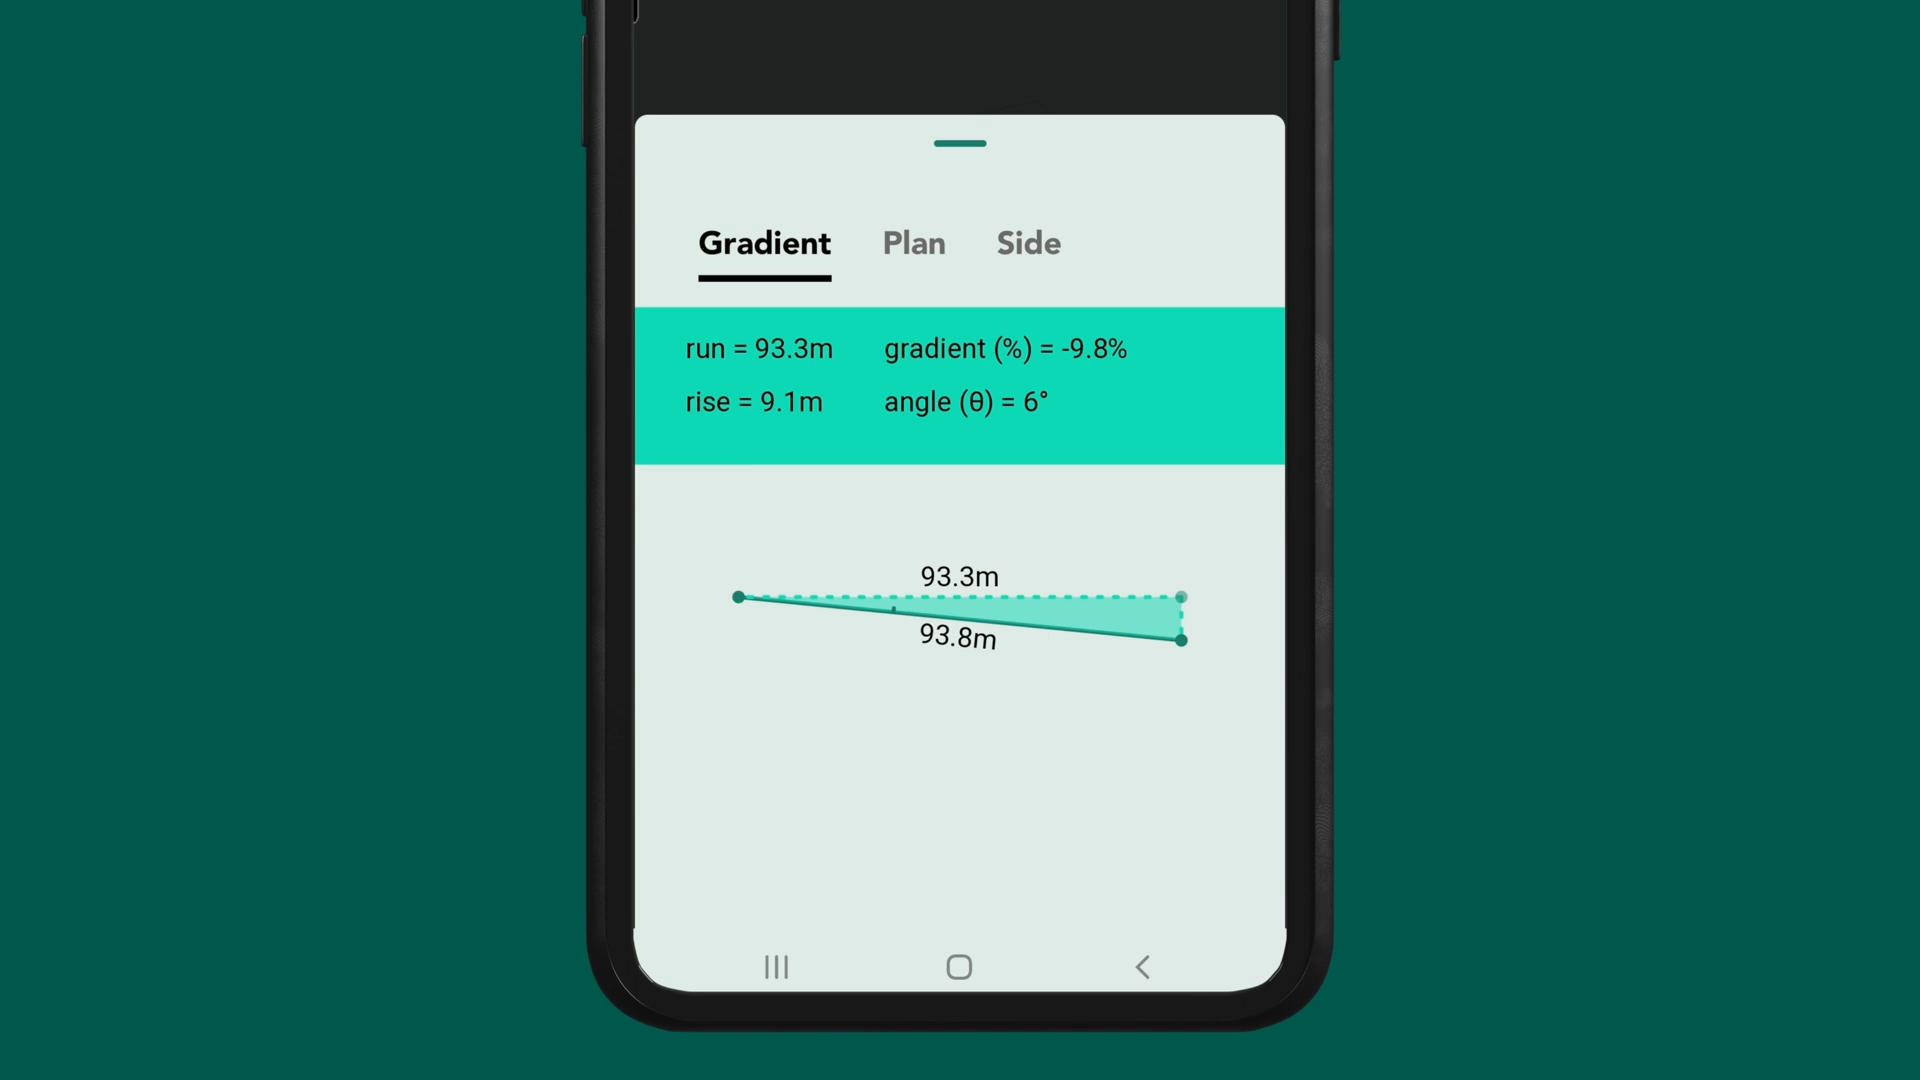 Gradient Plan Side
run = 93.3m gradient (%) = -9.8%
rise = 9.1m angle (θ) = 6°
93.3m
93.8m